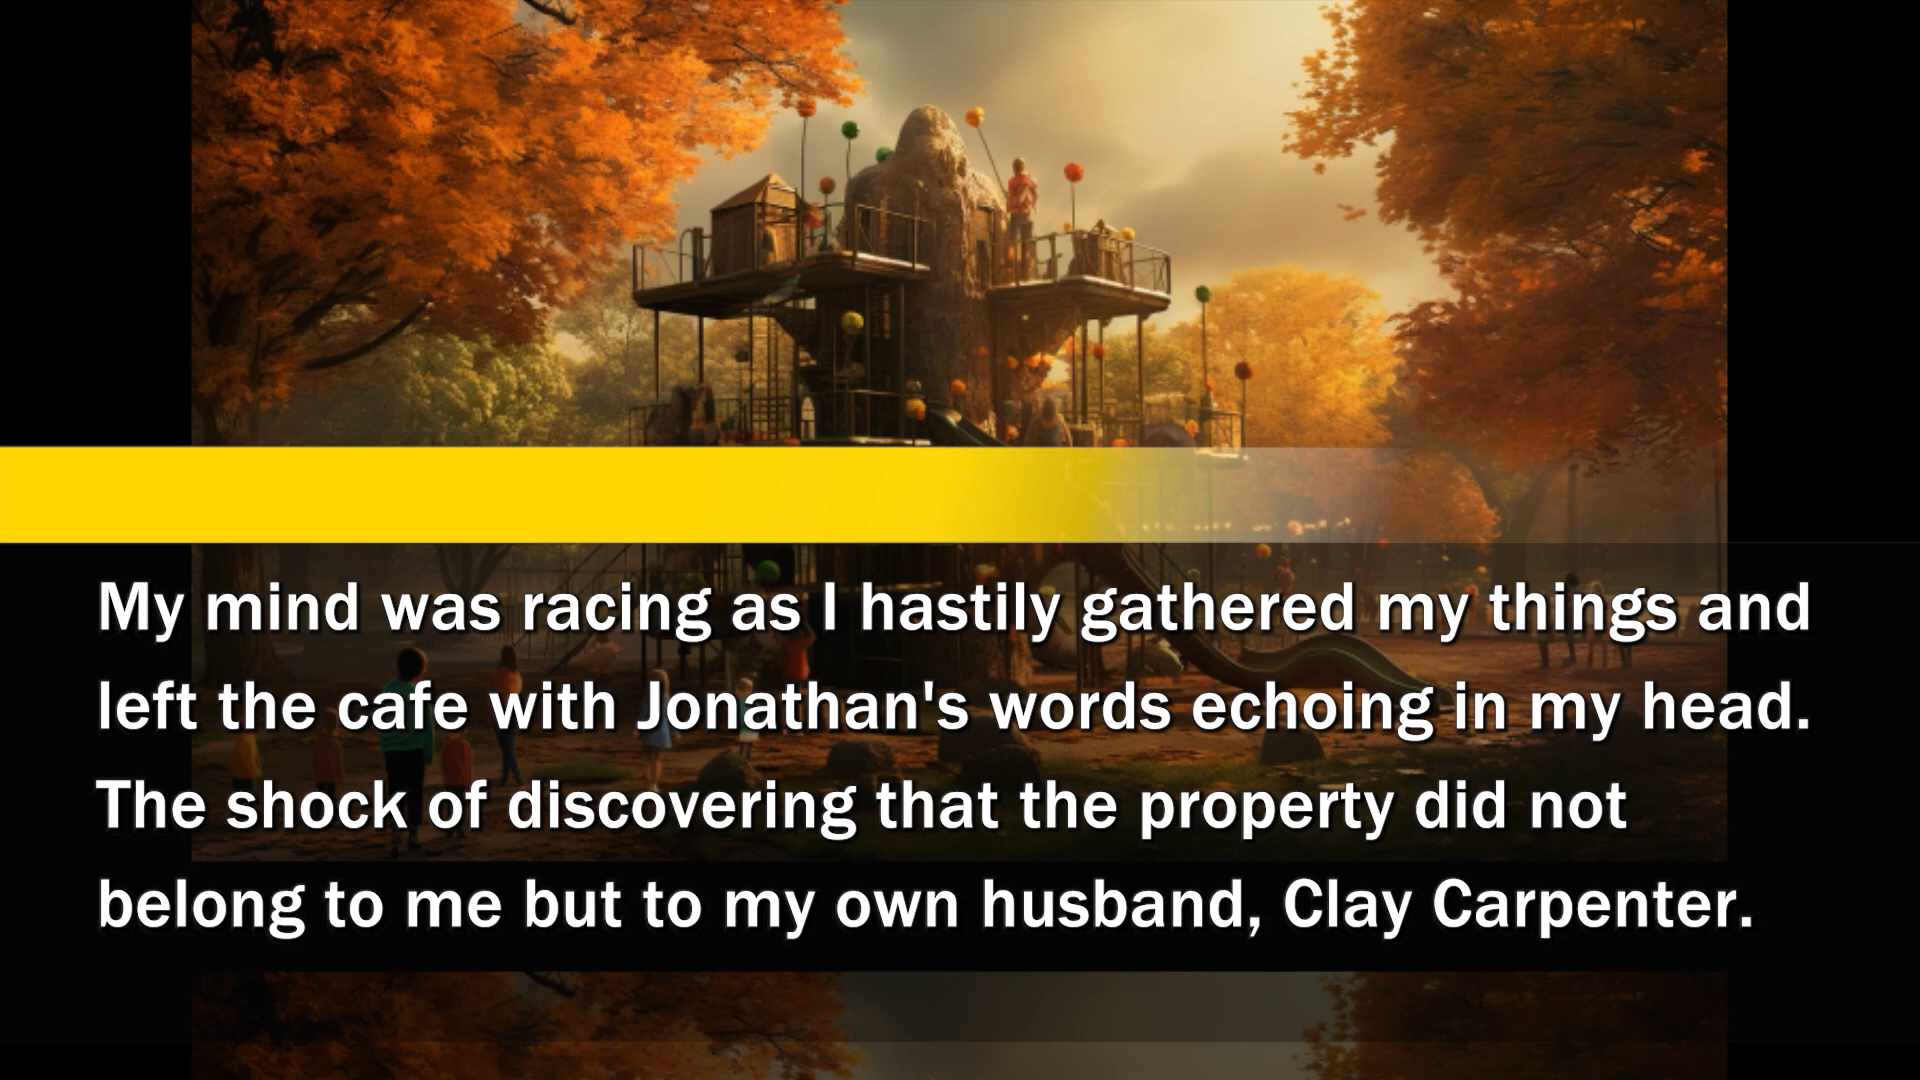 My mind was racing as I hastily gathered my things and
left the cafe with Jonathan's words echoing in my head.
The shock of discovering that the property did not
belong to me but to my own husband, Clay Carpenter.